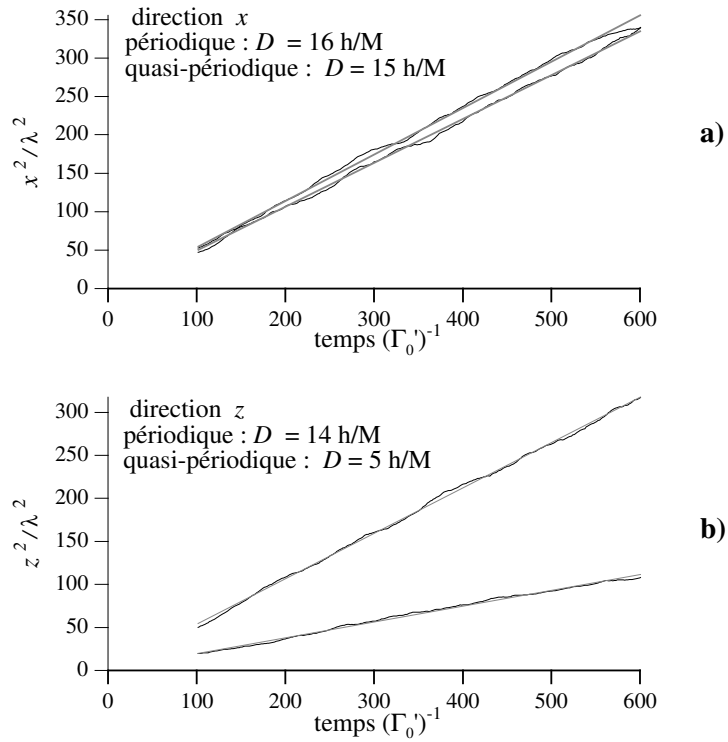 direction x
périodique : D = 16 h/M
quasi-périodique : D = 15 h/M
350
300
250
200
150
100
50
0
x² / λ²
0 100 200 300 400 500 600
temps (Γ₀')⁻¹
a)
direction z
périodique : D = 14 h/M
quasi-périodique : D = 5 h/M
300
250
200
150
100
50
0
z² / λ²
0 100 200 300 400 500 600
temps (Γ₀')⁻¹
b)